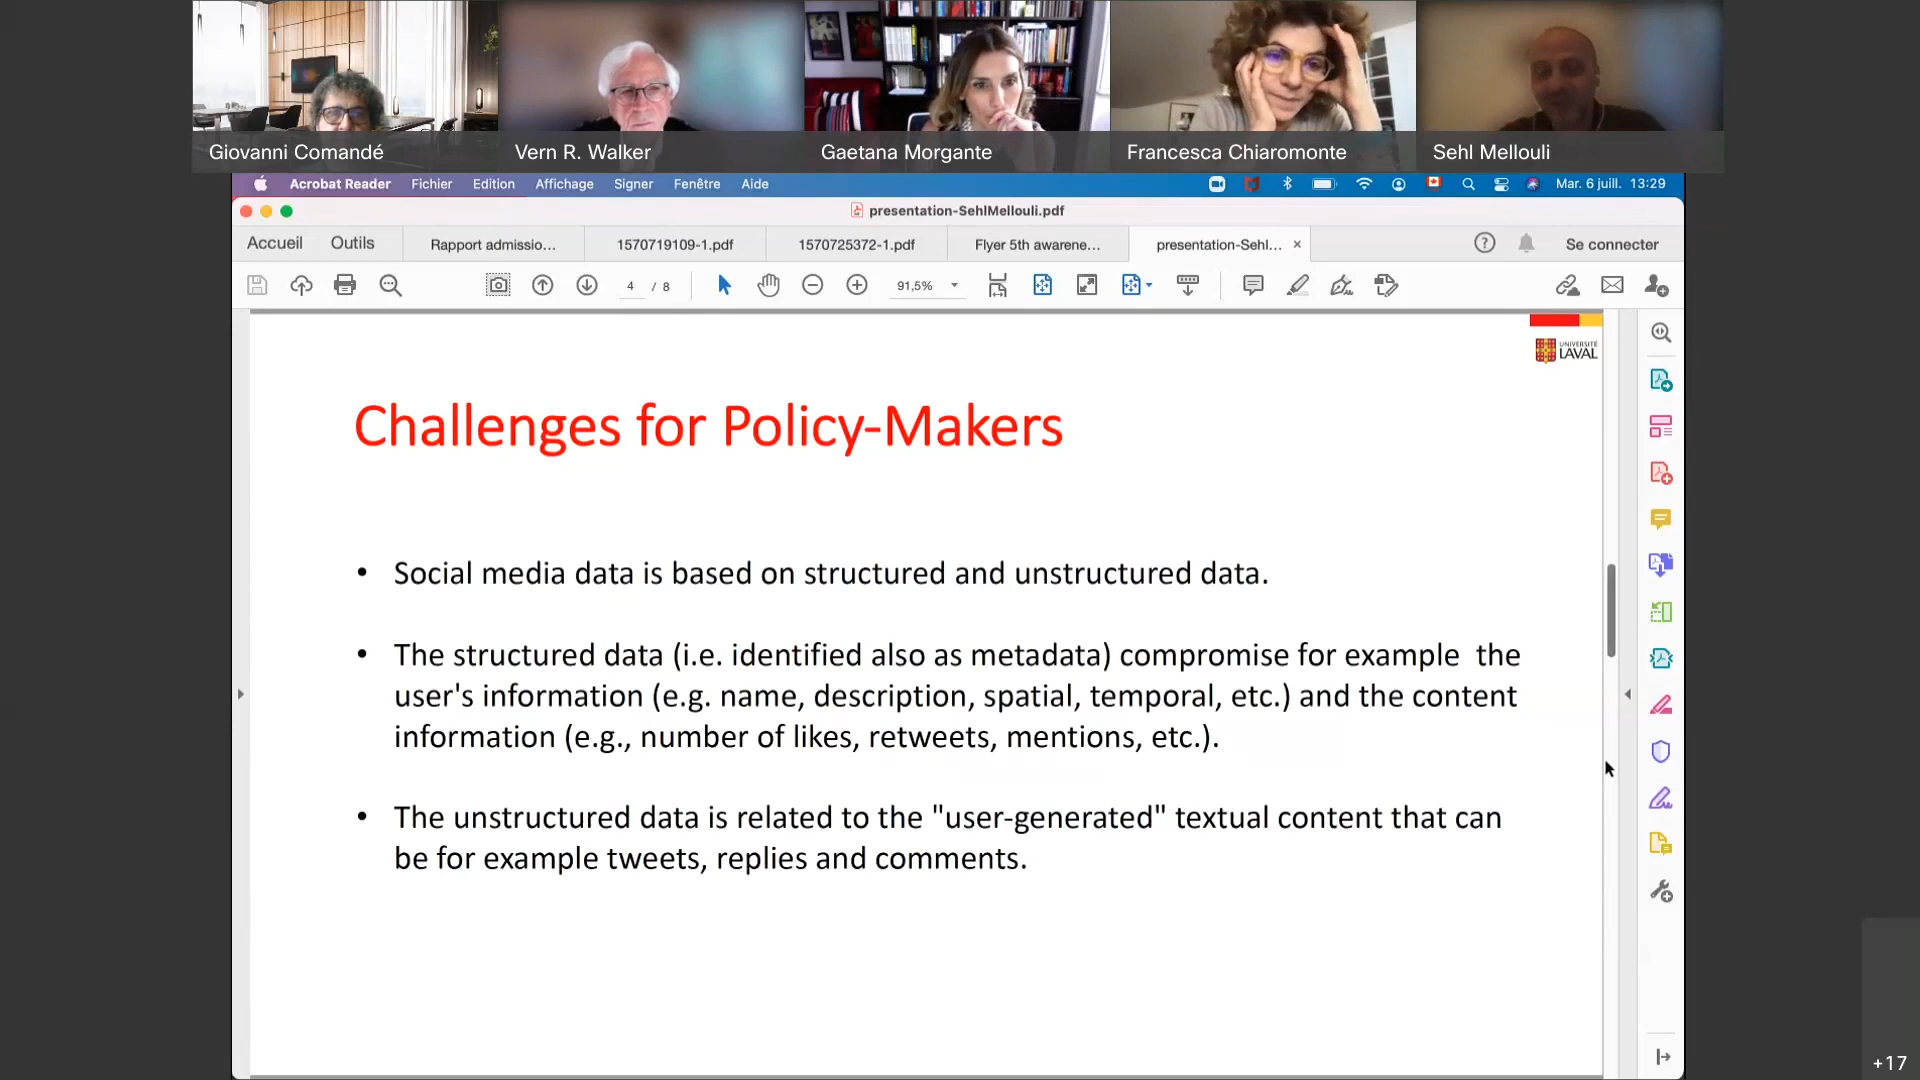 Giovanni Comandé
Vern R. Walker
Gaetana Morgante
Francesca Chiaromonte
Sehl Mellouli
Acrobat Reader Fichier Edition Affichage Signer Fenêtre Aide Mar. 6 juill. 13:29
presentation-SehlMellouli.pdf
Accueil Outils Rapport admissio... 1570719109-1.pdf 1570725372-1.pdf Flyer 5th awarene... presentation-Sehl... × Se connecter
4 / 8 91,5%
UNIVERSITÉ
LAVAL
Challenges for Policy-Makers
• Social media data is based on structured and unstructured data.
• The structured data (i.e. identified also as metadata) compromise for example the
user's information (e.g. name, description, spatial, temporal, etc.) and the content
information (e.g., number of likes, retweets, mentions, etc.).
• The unstructured data is related to the "user-generated" textual content that can
be for example tweets, replies and comments.
+17